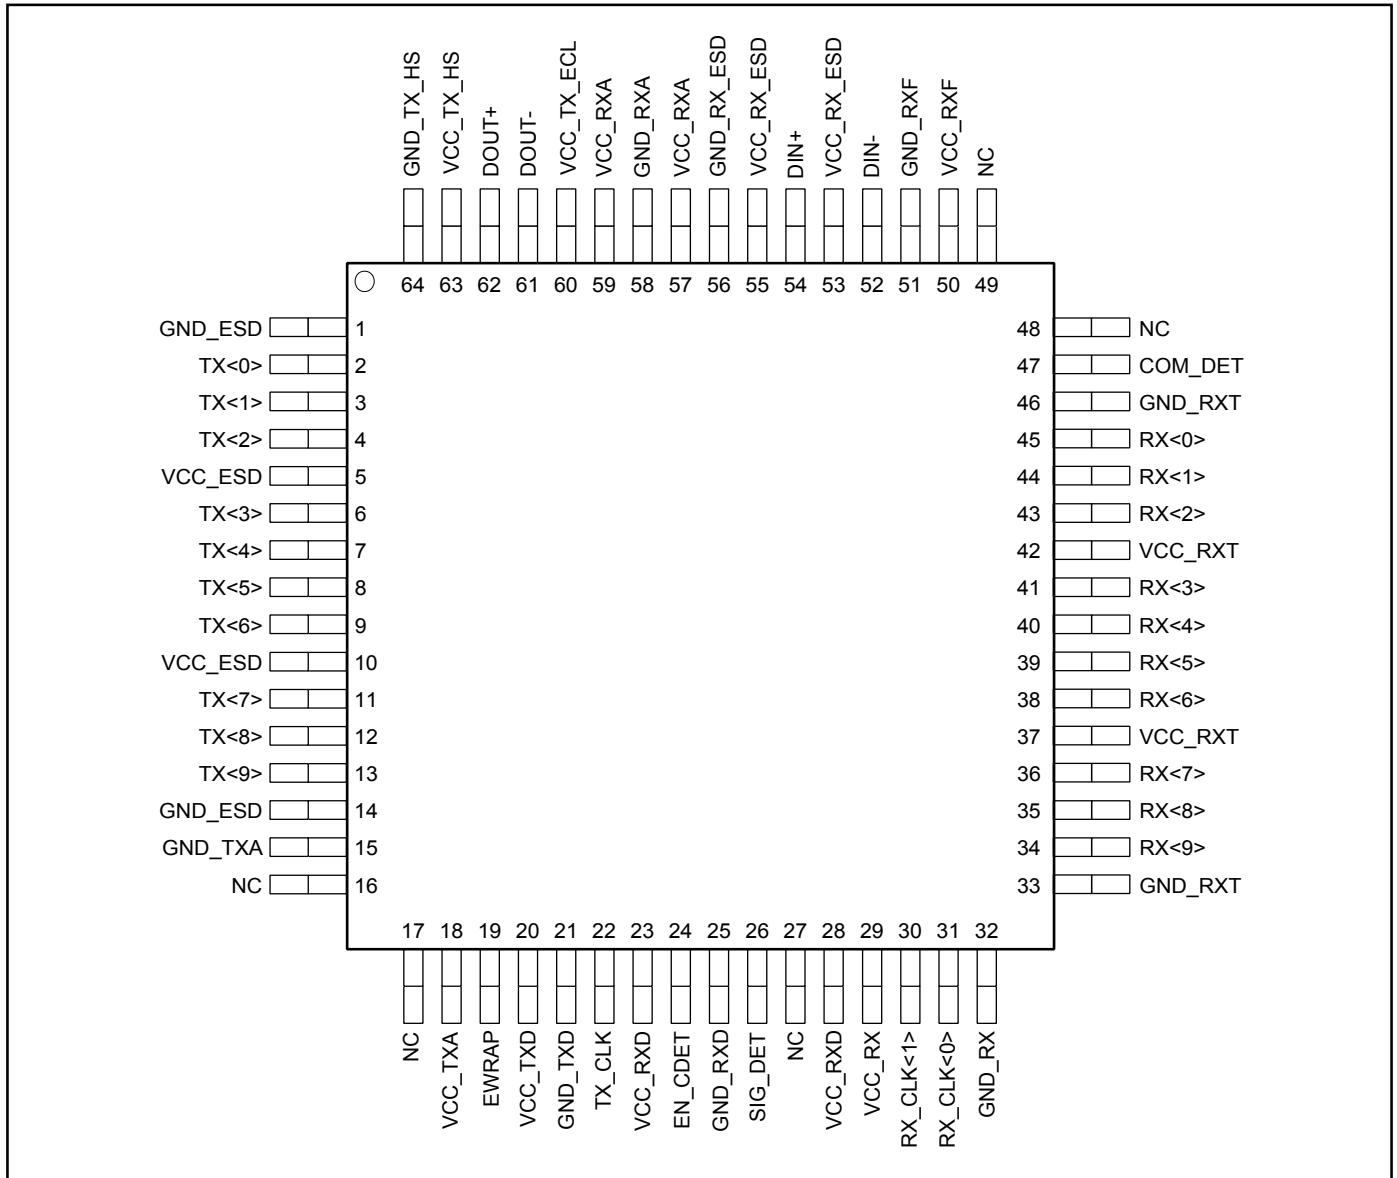 GND_TX_HS
VCC_TX_HS
DOUT+
DOUT-
VCC_TX_ECL
VCC_RXA
GND_RXA
VCC_RXA
GND_RX_ESD
VCC_RX_ESD
DIN+
VCC_RX_ESD
DIN-
GND_RXF
VCC_RXF
NC
64 63 62 61 60 59 58 57 56 55 54 53 52 51 50 49
GND_ESD 1 48 NC
TX<0> 2 47 COM_DET
TX<1> 3 46 GND_RXT
TX<2> 4 45 RX<0>
VCC_ESD 5 44 RX<1>
TX<3> 6 43 RX<2>
TX<4> 7 42 VCC_RXT
TX<5> 8 41 RX<3>
TX<6> 9 40 RX<4>
VCC_ESD 10 39 RX<5>
TX<7> 11 38 RX<6>
TX<8> 12 37 VCC_RXT
TX<9> 13 36 RX<7>
GND_ESD 14 35 RX<8>
GND_TXA 15 34 RX<9>
NC 16 33 GND_RXT
17 18 19 20 21 22 23 24 25 26 27 28 29 30 31 32
NC
VCC_TXA
EWRAP
VCC_TXD
GND_TXD
TX_CLK
VCC_RXD
EN_CDET
GND_RXD
SIG_DET
NC
VCC_RXD
VCC_RX
RX_CLK<1>
RX_CLK<0>
GND_RX